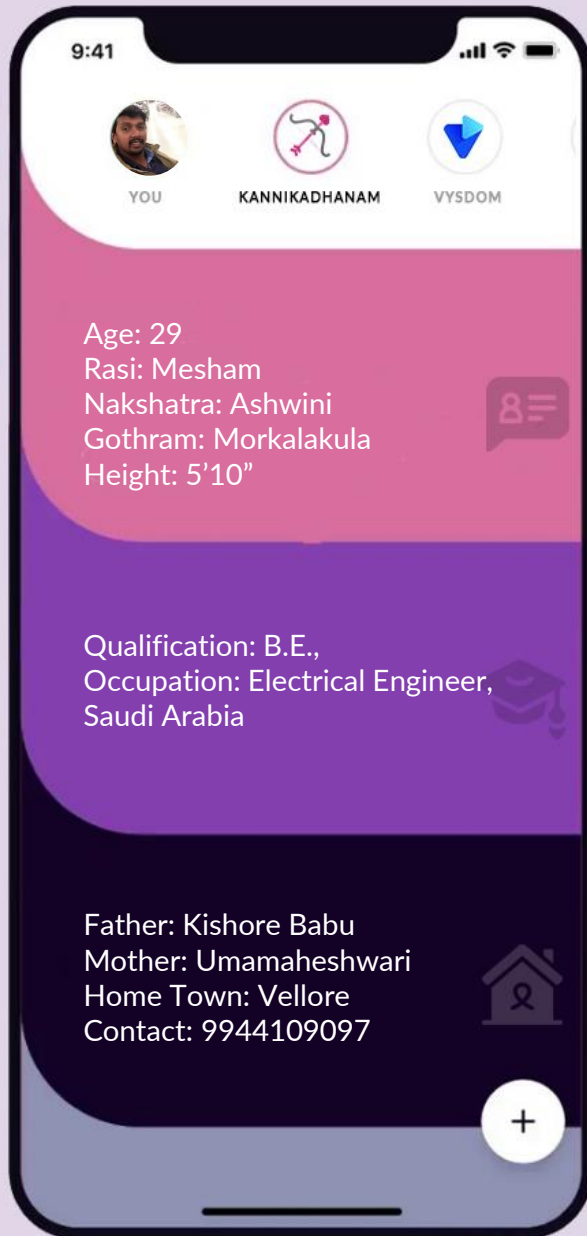 9:41
YOU
KANNIKADHANAM
VYSDOM
Age: 29
Rasi: Mesham
Nakshatra: Ashwini
Gothram: Morkalakula
Height: 5’10”
Qualification: B.E.,
Occupation: Electrical Engineer,
Saudi Arabia
Father: Kishore Babu
Mother: Umamaheshwari
Home Town: Vellore
Contact: 9944109097